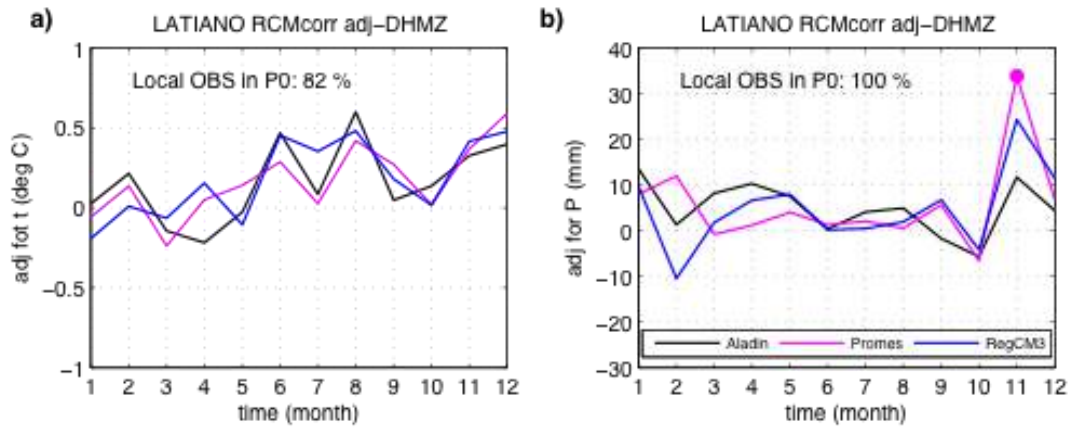 a)
LATIANO RCMcorr adj-DHMZ
Local OBS in P0: 82 %
adj fot t (deg C)
1
0.5
0
−0.5
−1
1 2 3 4 5 6 7 8 9 10 11 12
time (month)
b)
LATIANO RCMcorr adj-DHMZ
Local OBS in P0: 100 %
adj for P (mm)
40
30
20
10
0
−10
−20
−30
Aladin Promes RegCM3
1 2 3 4 5 6 7 8 9 10 11 12
time (month)